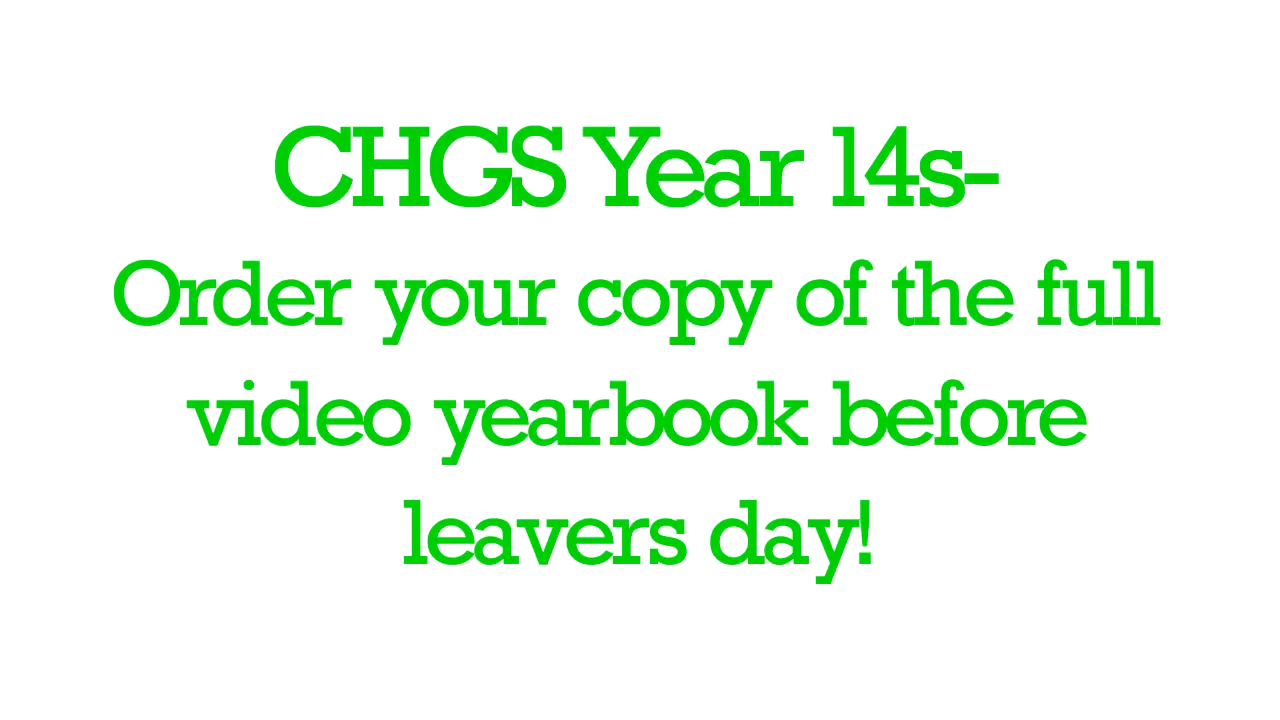 CHGS Year 14s-
Order your copy of the full
video yearbook before
leavers day!